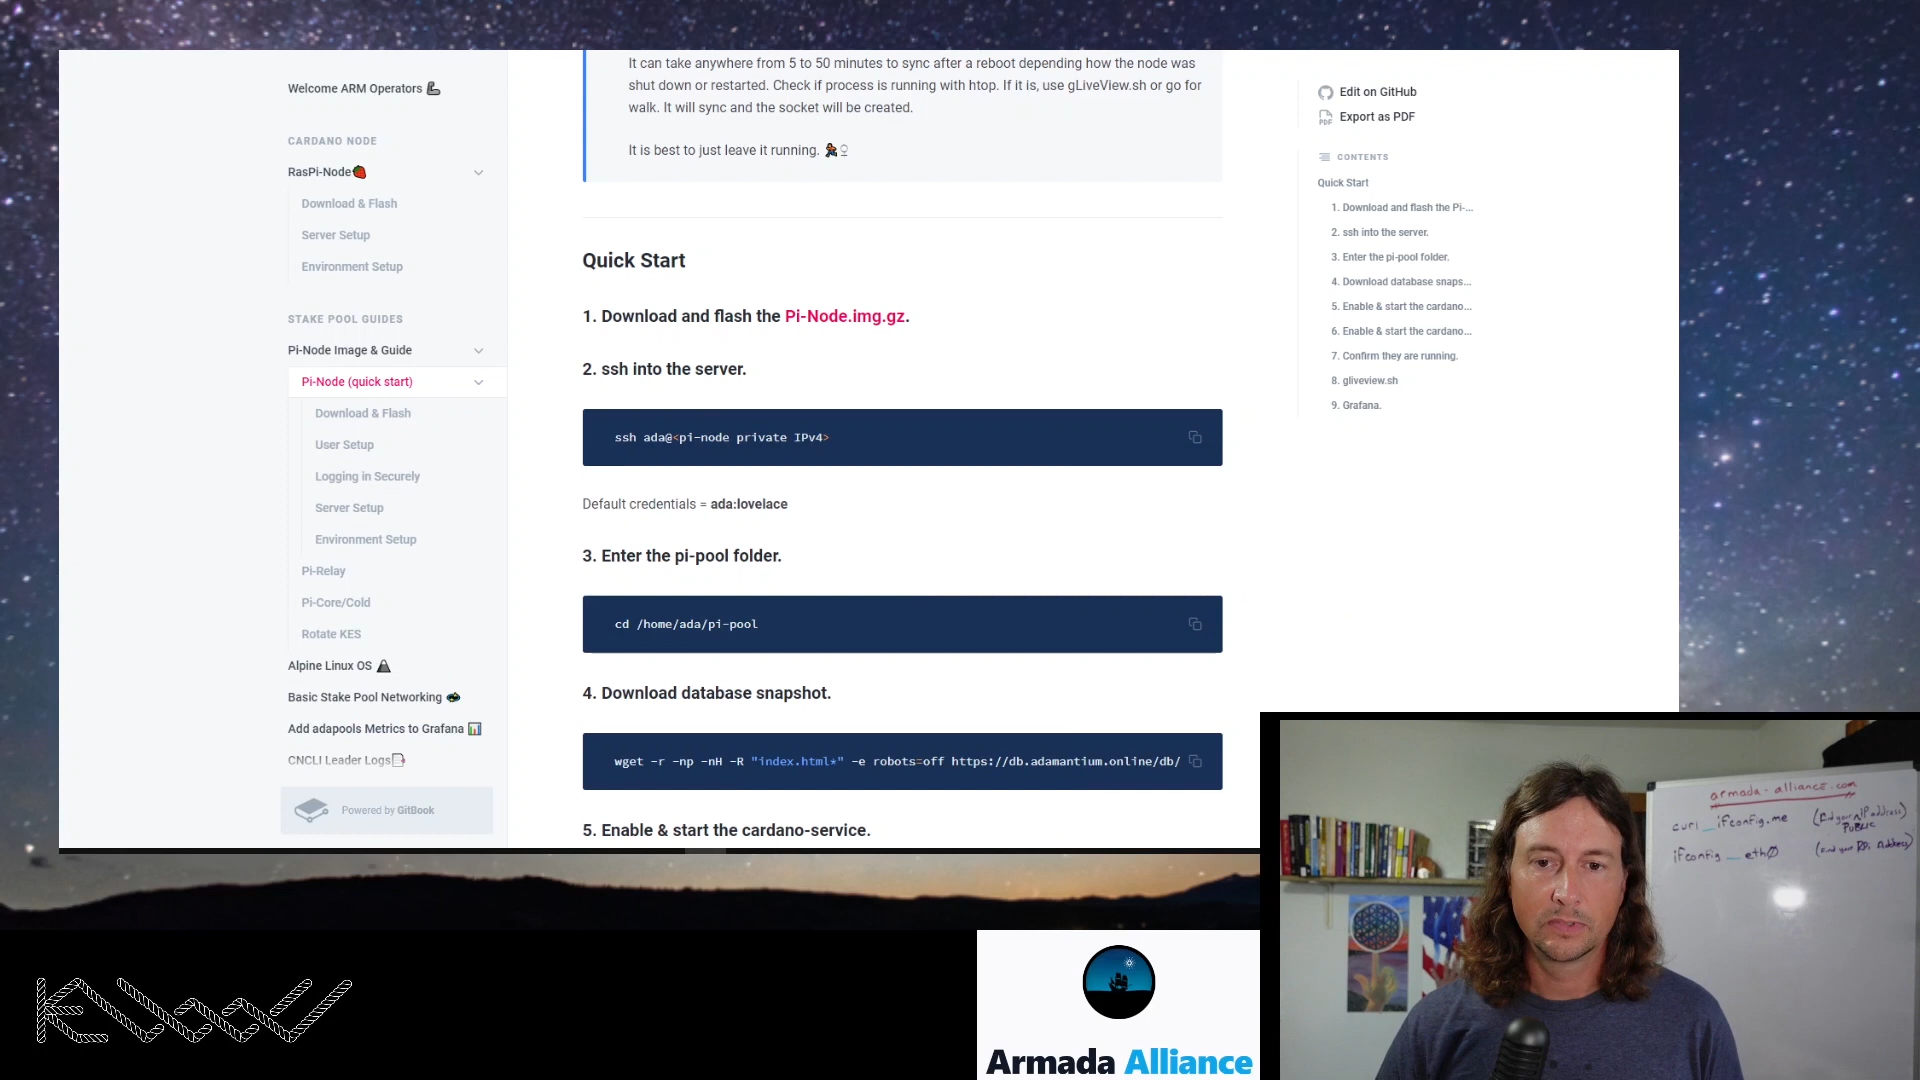 Welcome ARM Operators
CARDANO NODE
RasPi-Node
Download & Flash
Server Setup
Environment Setup
STAKE POOL GUIDES
Pi-Node Image & Guide
Pi-Node (quick start)
Download & Flash
User Setup
Logging in Securely
Server Setup
Environment Setup
Pi-Relay
Pi-Core/Cold
Rotate KES
Alpine Linux OS
Basic Stake Pool Networking
Add adapools Metrics to Grafana
CNCLI Leader Logs
Powered by GitBook
It can take anywhere from 5 to 50 minutes to sync after a reboot depending how the node was
shut down or restarted. Check if process is running with htop. If it is, use gLiveView.sh or go for
walk. It will sync and the socket will be created.
It is best to just leave it running.
Quick Start
1. Download and flash the Pi-Node.img.gz.
2. ssh into the server.
ssh ada@<pi-node private IPv4>
Default credentials = ada:lovelace
3. Enter the pi-pool folder.
cd /home/ada/pi-pool
4. Download database snapshot.
wget -r -np -nH -R "index.html*" -e robots=off https://db.adamantium.online/db/
5. Enable & start the cardano-service.
Edit on GitHub
PDF Export as PDF
CONTENTS
Quick Start
1. Download and flash the Pi-...
2. ssh into the server.
3. Enter the pi-pool folder.
4. Download database snaps...
5. Enable & start the cardano...
6. Enable & start the cardano...
7. Confirm they are running.
8. gliveview.sh
9. Grafana.
armada-alliance.com
curl _ ifconfig.me (Find your IP address)
PUBLIC
ifconfig _ eth0 (Find your RPi Address)
Armada Alliance